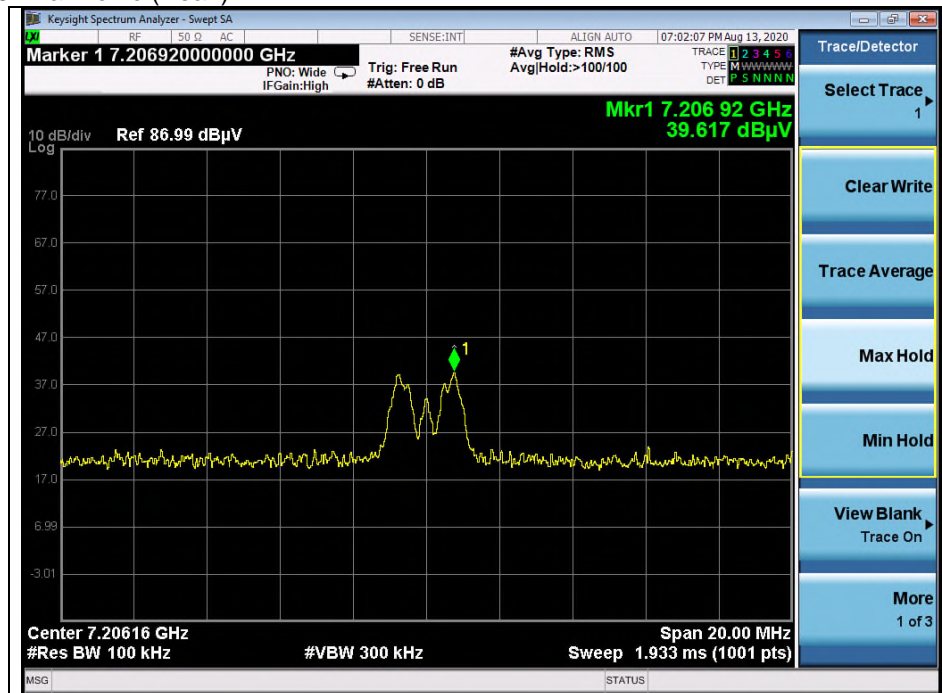 Keysight Spectrum Analyzer - Swept SA
LXI RF 50 Ω AC SENSE:INT ALIGN AUTO 07:02:07 PM Aug 13, 2020
Marker 1 7.206920000000 GHz
PNO: Wide
IFGain:High
Trig: Free Run
#Atten: 0 dB
#Avg Type: RMS
Avg|Hold:>100/100
TRACE 1 2 3 4 5 6
TYPE M WWWWW
DET P S N N N N
Mkr1 7.206 92 GHz
39.617 dBµV
10 dB/div Ref 86.99 dBµV
Log
77.0
67.0
57.0
47.0
37.0
27.0
17.0
6.99
-3.01
1
Center 7.20616 GHz
Span 20.00 MHz
#Res BW 100 kHz
#VBW 300 kHz
Sweep 1.933 ms (1001 pts)
MSG
STATUS
Trace/Detector
Select Trace
1
Clear Write
Trace Average
Max Hold
Min Hold
View Blank
Trace On
More
1 of 3